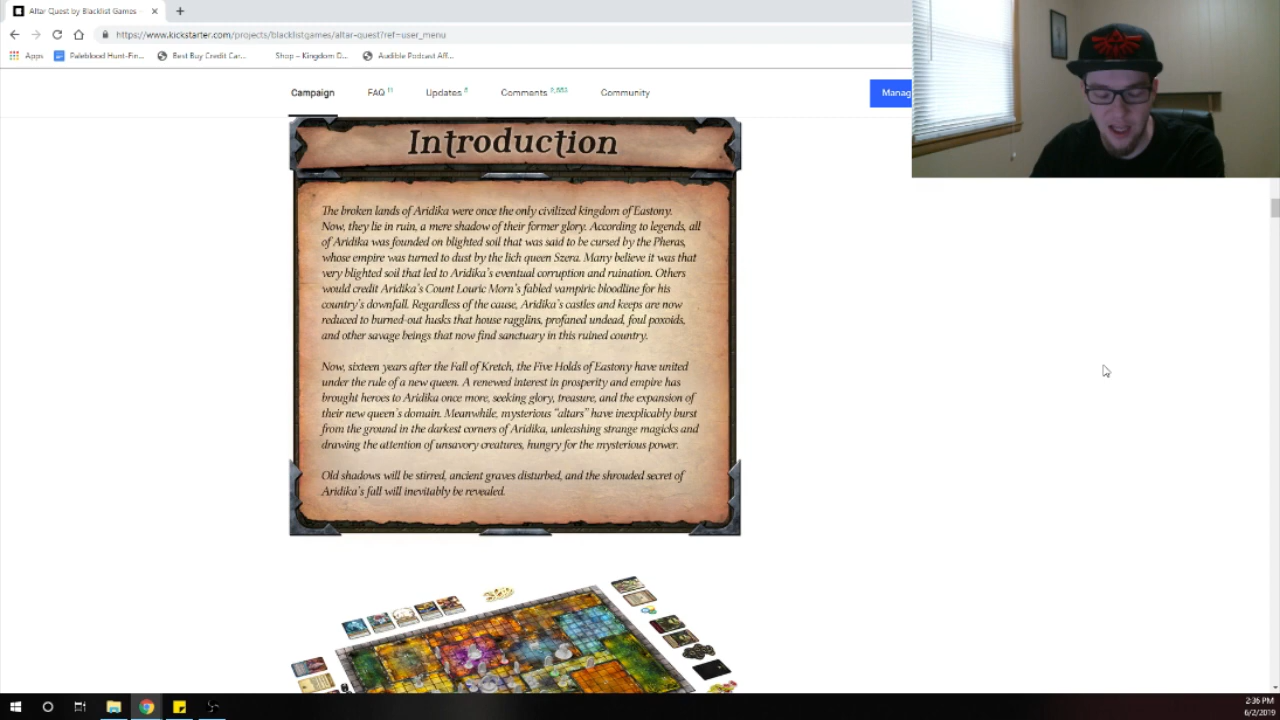 Altar Quest by Blacklist Games
https://www.kickstarter.com/projects/blacklistgames/altar-quest?ref=user_menu
Apps Paleblood Hunt-Fin... Best Buy Credit Car... Shop – Kingdom D... Audible Podcast Aff...
Campaign FAQ Updates Comments Community
Manag
Introduction
The broken lands of Aridika were once the only civilized kingdom of Eastony.
Now, they lie in ruin, a mere shadow of their former glory. According to legends, all
of Aridika was founded on blighted soil that was said to be cursed by the Pheras,
whose empire was turned to dust by the lich queen Szera. Many believe it was that
very blighted soil that led to Aridika's eventual corruption and ruination. Others
would credit Aridika's Count Louric Morn's fabled vampiric bloodline for his
country's downfall. Regardless of the cause, Aridika's castles and keeps are now
reduced to burned-out husks that house ragglins, profaned undead, foul poxoids,
and other savage beings that now find sanctuary in this ruined country.
Now, sixteen years after the Fall of Kretch, the Five Holds of Eastony have united
under the rule of a new queen. A renewed interest in prosperity and empire has
brought heroes to Aridika once more, seeking glory, treasure, and the expansion of
their new queen's domain. Meanwhile, mysterious "altars" have inexplicably burst
from the ground in the darkest corners of Aridika, unleashing strange magicks and
drawing the attention of unsavory creatures, hungry for the mysterious power.
Old shadows will be stirred, ancient graves disturbed, and the shrouded secret of
Aridika's fall will inevitably be revealed.
2:36 PM
6/2/2019